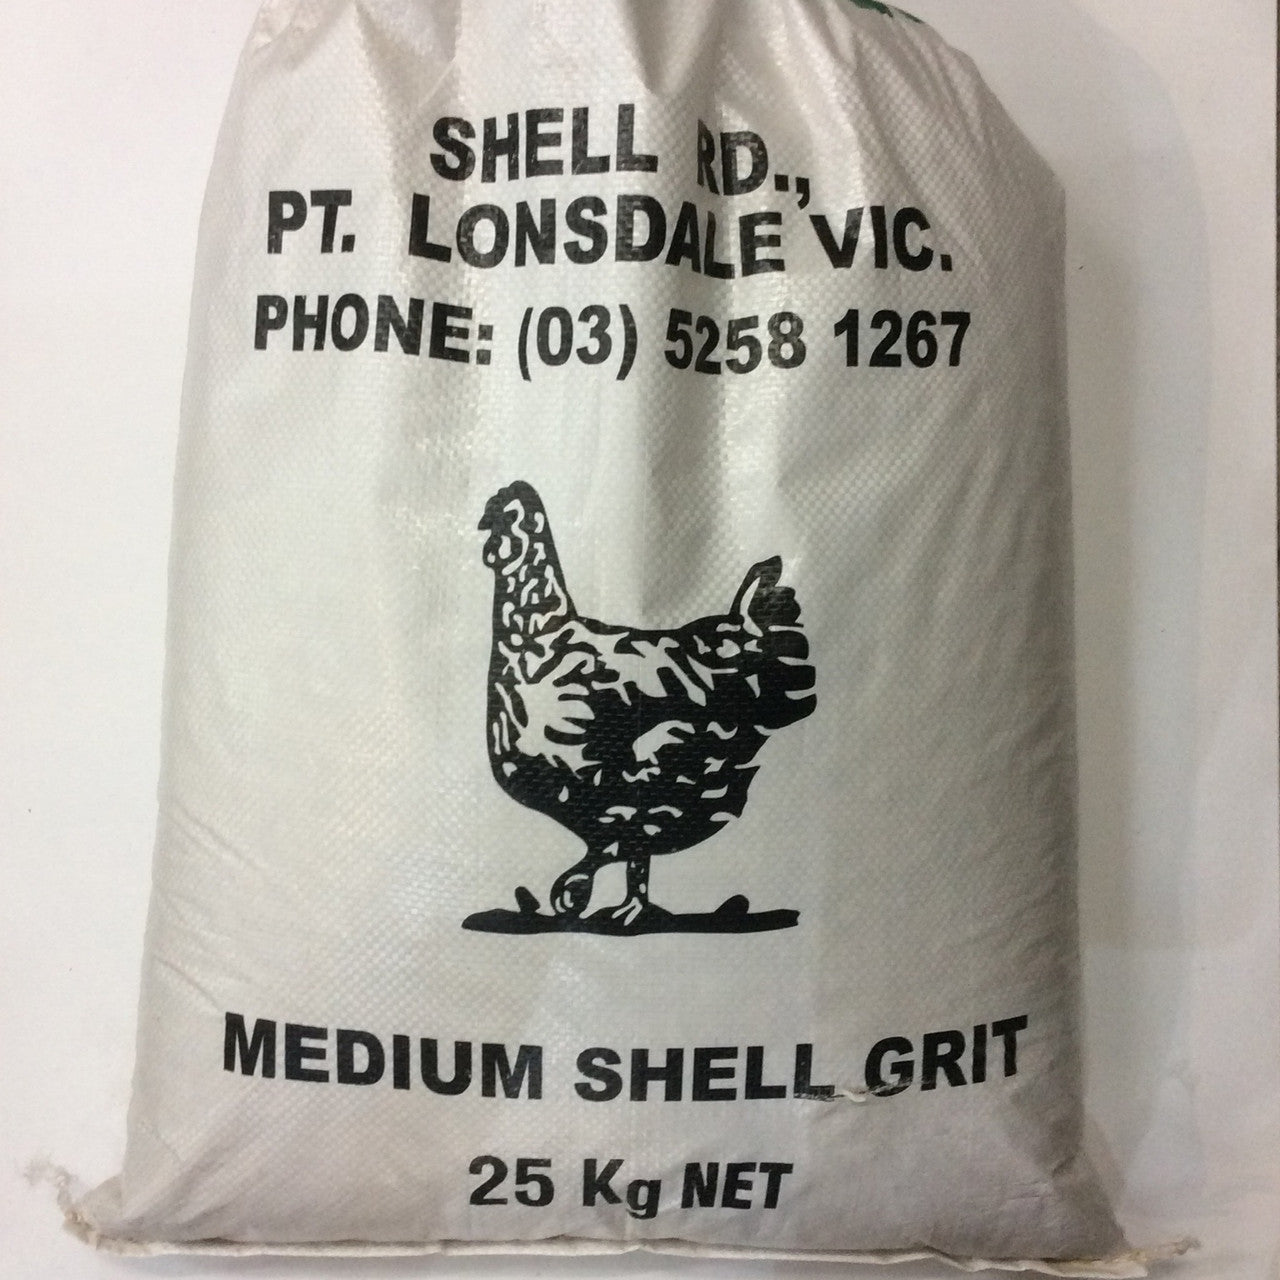 SHELL RD.,
PT. LONSDALE VIC.
PHONE: (03) 5258 1267
MEDIUM SHELL GRIT
25 Kg NET